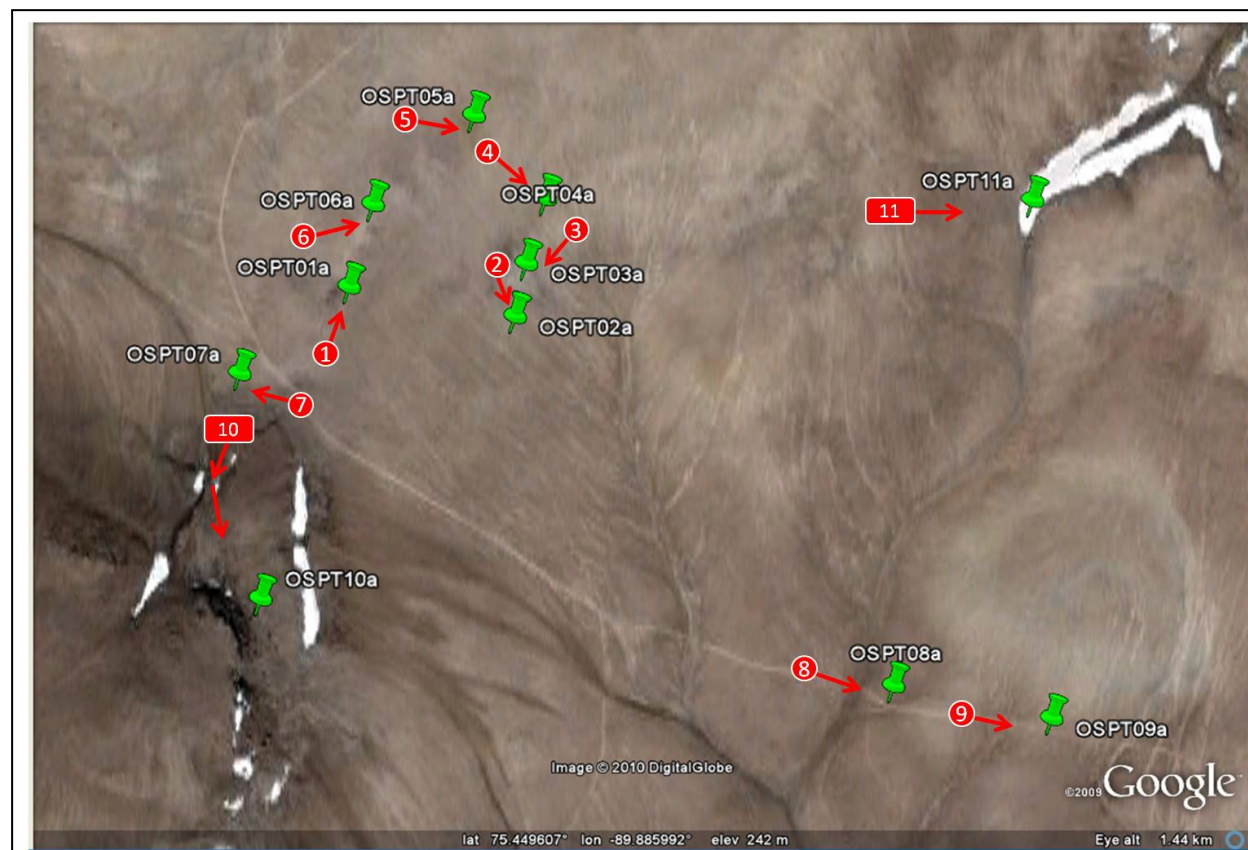 OSPT05a
5
4
OSPT04a
OSPT11a
11
OSPT06a
6
3
OSPT01a
2
OSPT03a
OSPT02a
1
OSPT07a
7
10
OSPT10a
OSPT08a
8
9
OSPT09a
Image © 2010 DigitalGlobe
©2009 Google
lat 75.449607° lon -89.885992° elev 242 m Eye alt 1.44 km